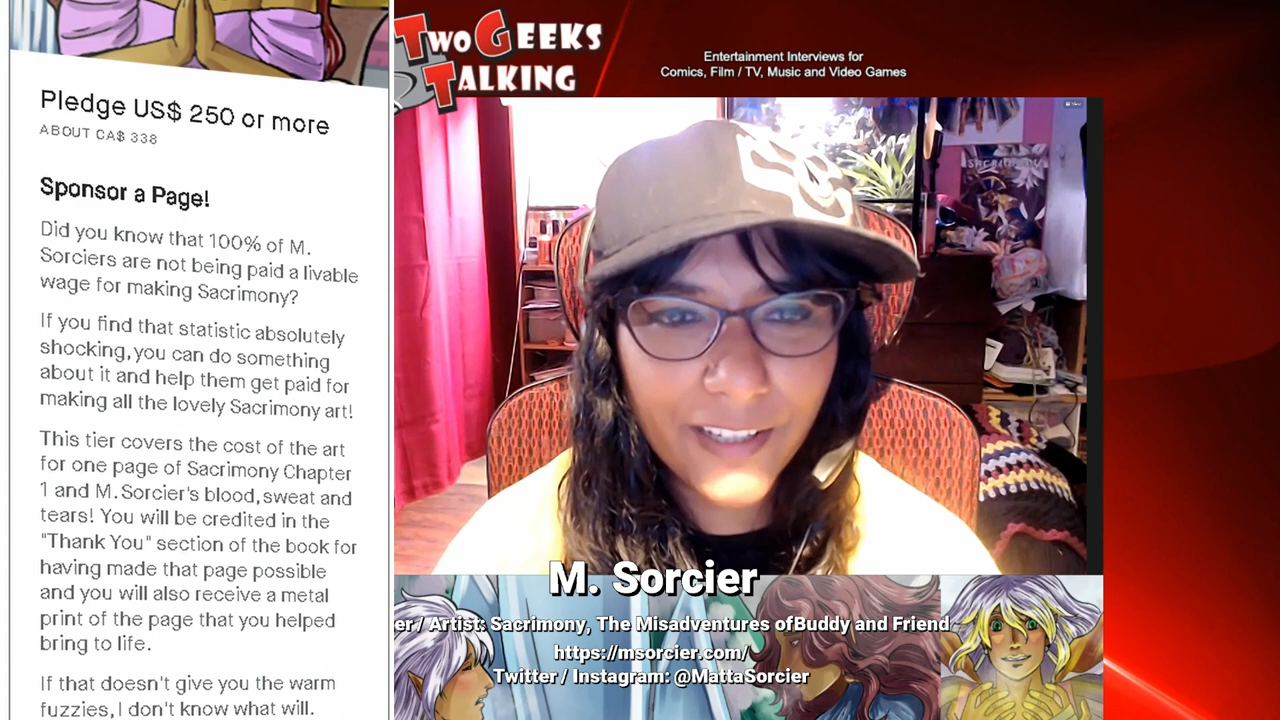 Pledge US$ 250 or more
ABOUT CA$ 338
Sponsor a Page!
Did you know that 100% of M.
Sorciers are not being paid a livable
wage for making Sacrimony?
If you find that statistic absolutely
shocking, you can do something
about it and help them get paid for
making all the lovely Sacrimony art!
This tier covers the cost of the art
for one page of Sacrimony Chapter
1 and M. Sorcier's blood, sweat and
tears! You will be credited in the
"Thank You" section of the book for
having made that page possible
and you will also receive a metal
print of the page that you helped
bring to life.
If that doesn't give you the warm
fuzzies, I don't know what will.
Two Geeks
Talking
Entertainment Interviews for
Comics, Film / TV, Music and Video Games
SACRIMONY
M. Sorcier
er / Artist: Sacrimony, The Misadventures ofBuddy and Friend
https://msorcier.com/
Twitter / Instagram: @MattaSorcier